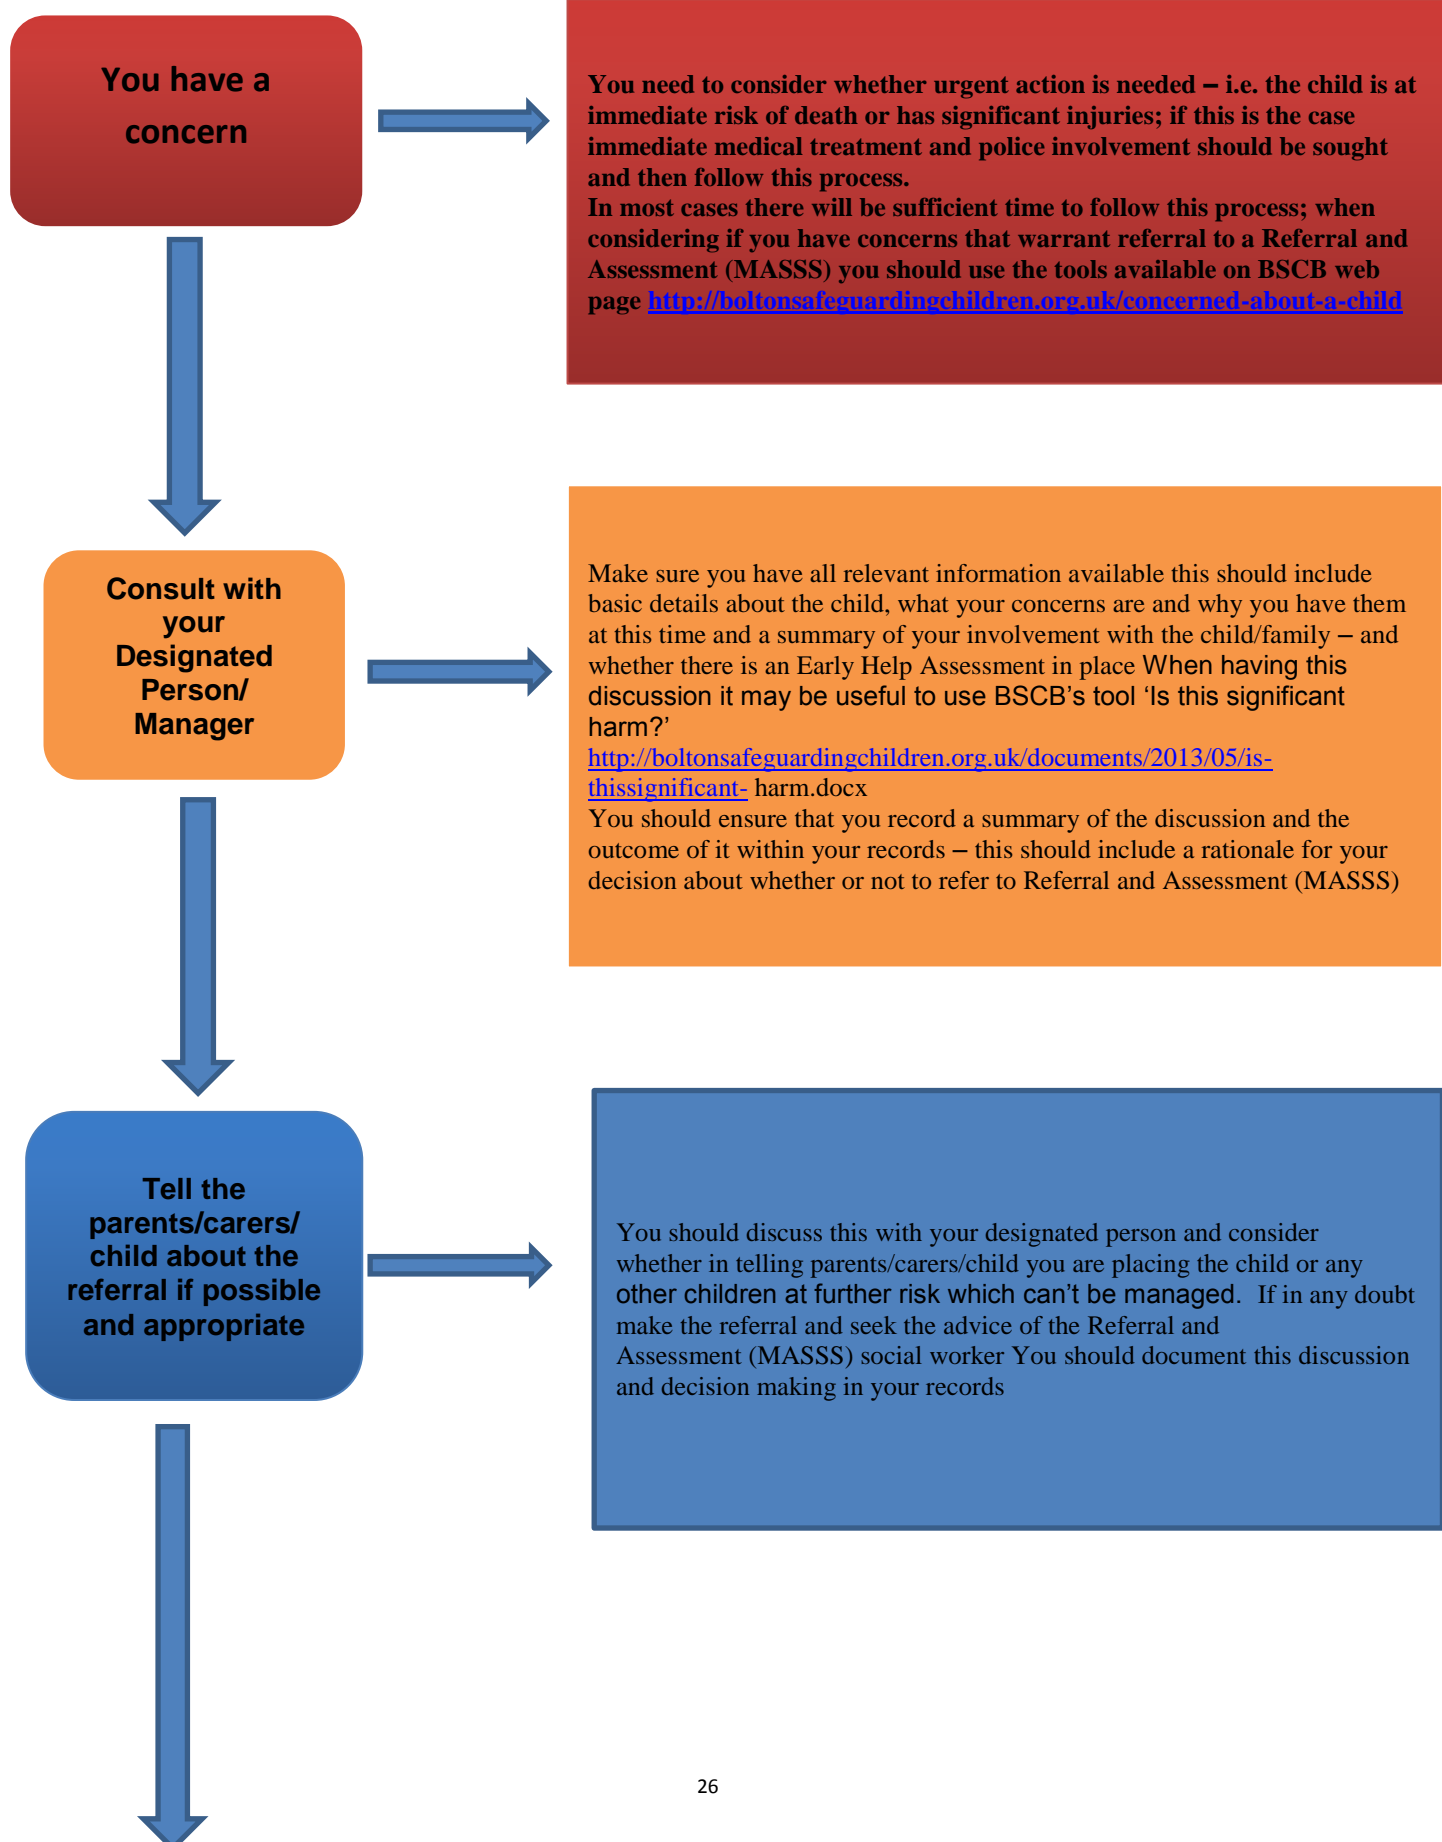 You have a
concern
You need to consider whether urgent action is needed – i.e. the child is at
immediate risk of death or has significant injuries; if this is the case
immediate medical treatment and police involvement should be sought
and then follow this process.
In most cases there will be sufficient time to follow this process; when
considering if you have concerns that warrant referral to a Referral and
Assessment (MASSS) you should use the tools available on BSCB web
page http://boltonsafeguardingchildren.org.uk/concerned-about-a-child
Consult with
your
Designated
Person/
Manager
Make sure you have all relevant information available this should include
basic details about the child, what your concerns are and why you have them
at this time and a summary of your involvement with the child/family – and
whether there is an Early Help Assessment in place When having this
discussion it may be useful to use BSCB’s tool ‘Is this significant
harm?’
http://boltonsafeguardingchildren.org.uk/documents/2013/05/is-
thissignificant- harm.docx
You should ensure that you record a summary of the discussion and the
outcome of it within your records – this should include a rationale for your
decision about whether or not to refer to Referral and Assessment (MASSS)
Tell the
parents/carers/
child about the
referral if possible
and appropriate
You should discuss this with your designated person and consider
whether in telling parents/carers/child you are placing the child or any
other children at further risk which can’t be managed. If in any doubt
make the referral and seek the advice of the Referral and
Assessment (MASSS) social worker You should document this discussion
and decision making in your records
26